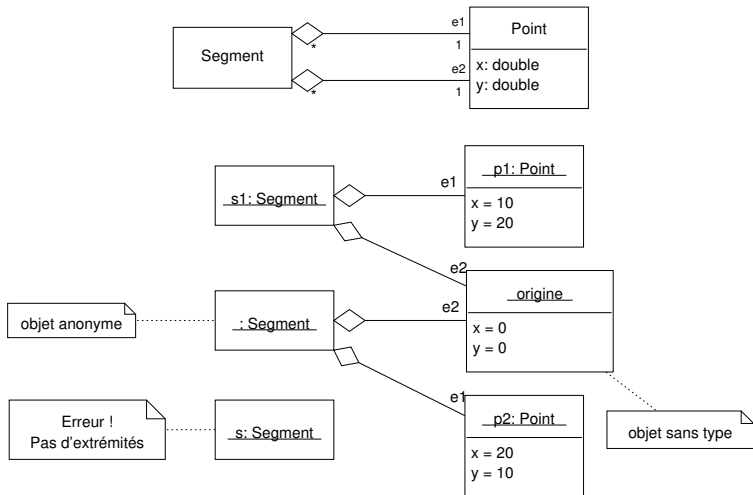 Segment
*
e1
1
*
e2
1
Point
x: double
y: double
s1: Segment
e1
p1: Point
x = 10
y = 20
e2
objet anonyme
: Segment
e2
origine
x = 0
y = 0
Erreur !
Pas d'extrémités
s: Segment
e1
p2: Point
x = 20
y = 10
objet sans type